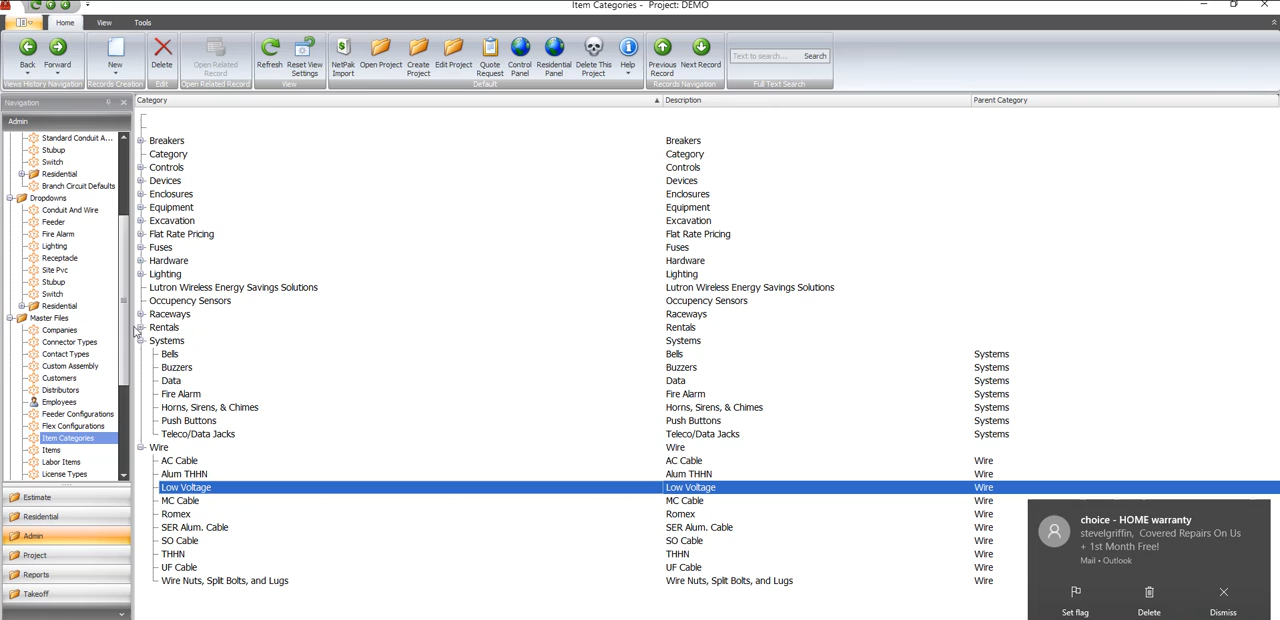 Item Categories - Project: DEMO
Home View Tools
Back Forward New Delete Open Related Record Refresh Reset View Settings NetPak Import Open Project Create Project Edit Project Quote Request Control Panel Residential Panel Delete This Project Help Previous Record Next Record Text to search... Search
Views History Navigation Records Creation Edit Open Related Record View Default Records Navigation Full Text Search
Navigation
Admin
Standard Conduit A...
Stubup
Switch
Residential
Branch Circuit Defaults
Dropdowns
Conduit And Wire
Feeder
Fire Alarm
Lighting
Receptacle
Site Pvc
Stubup
Switch
Residential
Master Files
Companies
Connector Types
Contact Types
Custom Assembly
Customers
Distributors
Employees
Feeder Configurations
Flex Configurations
Item Categories
Items
Labor Items
License Types
Estimate
Residential
Admin
Project
Reports
Takeoff
Category Description Parent Category
Breakers Breakers
Category Category
Controls Controls
Devices Devices
Enclosures Enclosures
Equipment Equipment
Excavation Excavation
Flat Rate Pricing Flat Rate Pricing
Fuses Fuses
Hardware Hardware
Lighting Lighting
Lutron Wireless Energy Savings Solutions Lutron Wireless Energy Savings Solutions
Occupency Sensors Occupency Sensors
Raceways Raceways
Rentals Rentals
Systems Systems
Bells Bells Systems
Buzzers Buzzers Systems
Data Data Systems
Fire Alarm Fire Alarm Systems
Horns, Sirens, & Chimes Horns, Sirens, & Chimes Systems
Push Buttons Push Buttons Systems
Teleco/Data Jacks Teleco/Data Jacks Systems
Wire Wire
AC Cable AC Cable Wire
Alum THHN Alum THHN Wire
Low Voltage Low Voltage Wire
MC Cable MC Cable Wire
Romex Romex Wire
SER Alum. Cable SER Alum. Cable Wire
SO Cable SO Cable Wire
THHN THHN Wire
UF Cable UF Cable Wire
Wire Nuts, Split Bolts, and Lugs Wire Nuts, Split Bolts, and Lugs Wire
choice - HOME warranty
stevelgriffin, Covered Repairs On Us
+ 1st Month Free!
Mail • Outlook
Set flag Delete Dismiss